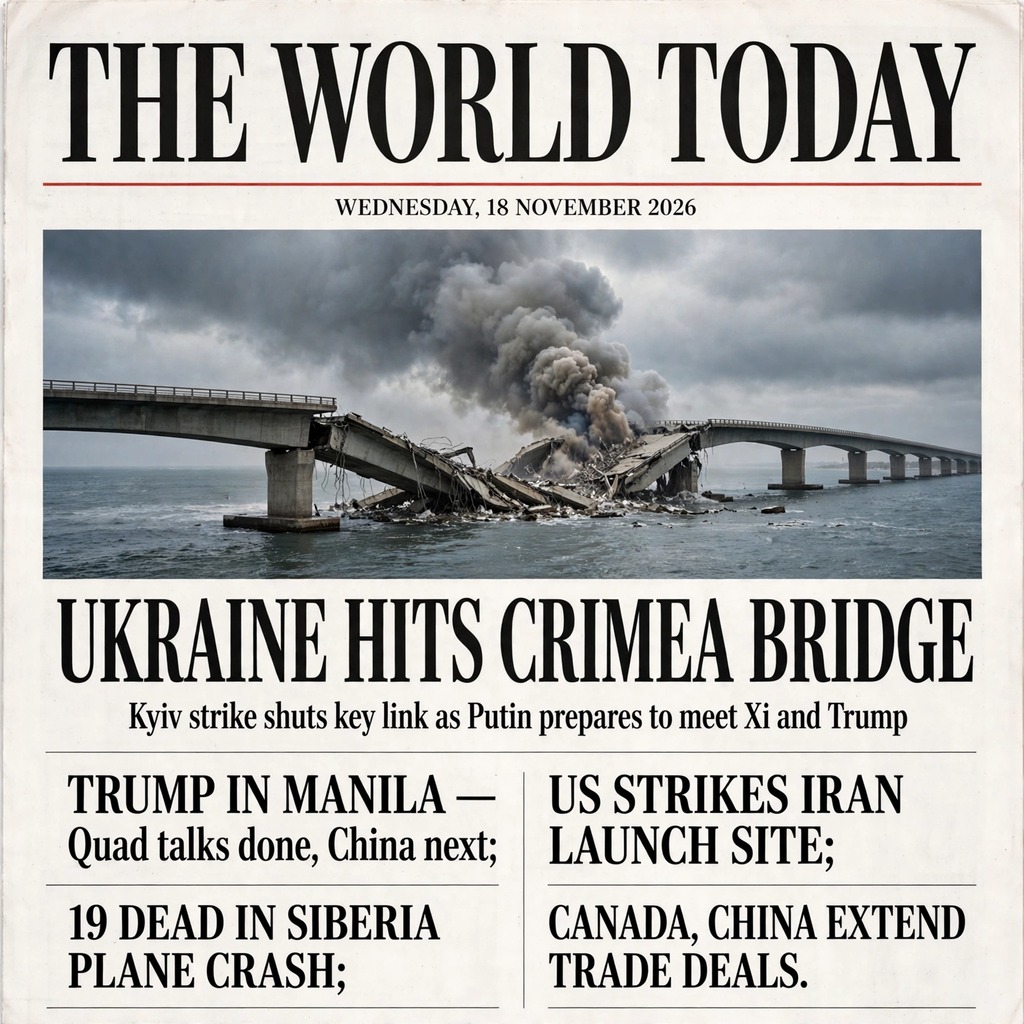 THE WORLD TODAY
WEDNESDAY, 18 NOVEMBER 2026
UKRAINE HITS CRIMEA BRIDGE
Kyiv strike shuts key link as Putin prepares to meet Xi and Trump
TRUMP IN MANILA —
Quad talks done, China next;
19 DEAD IN SIBERIA
PLANE CRASH;
US STRIKES IRAN
LAUNCH SITE;
CANADA, CHINA EXTEND
TRADE DEALS.